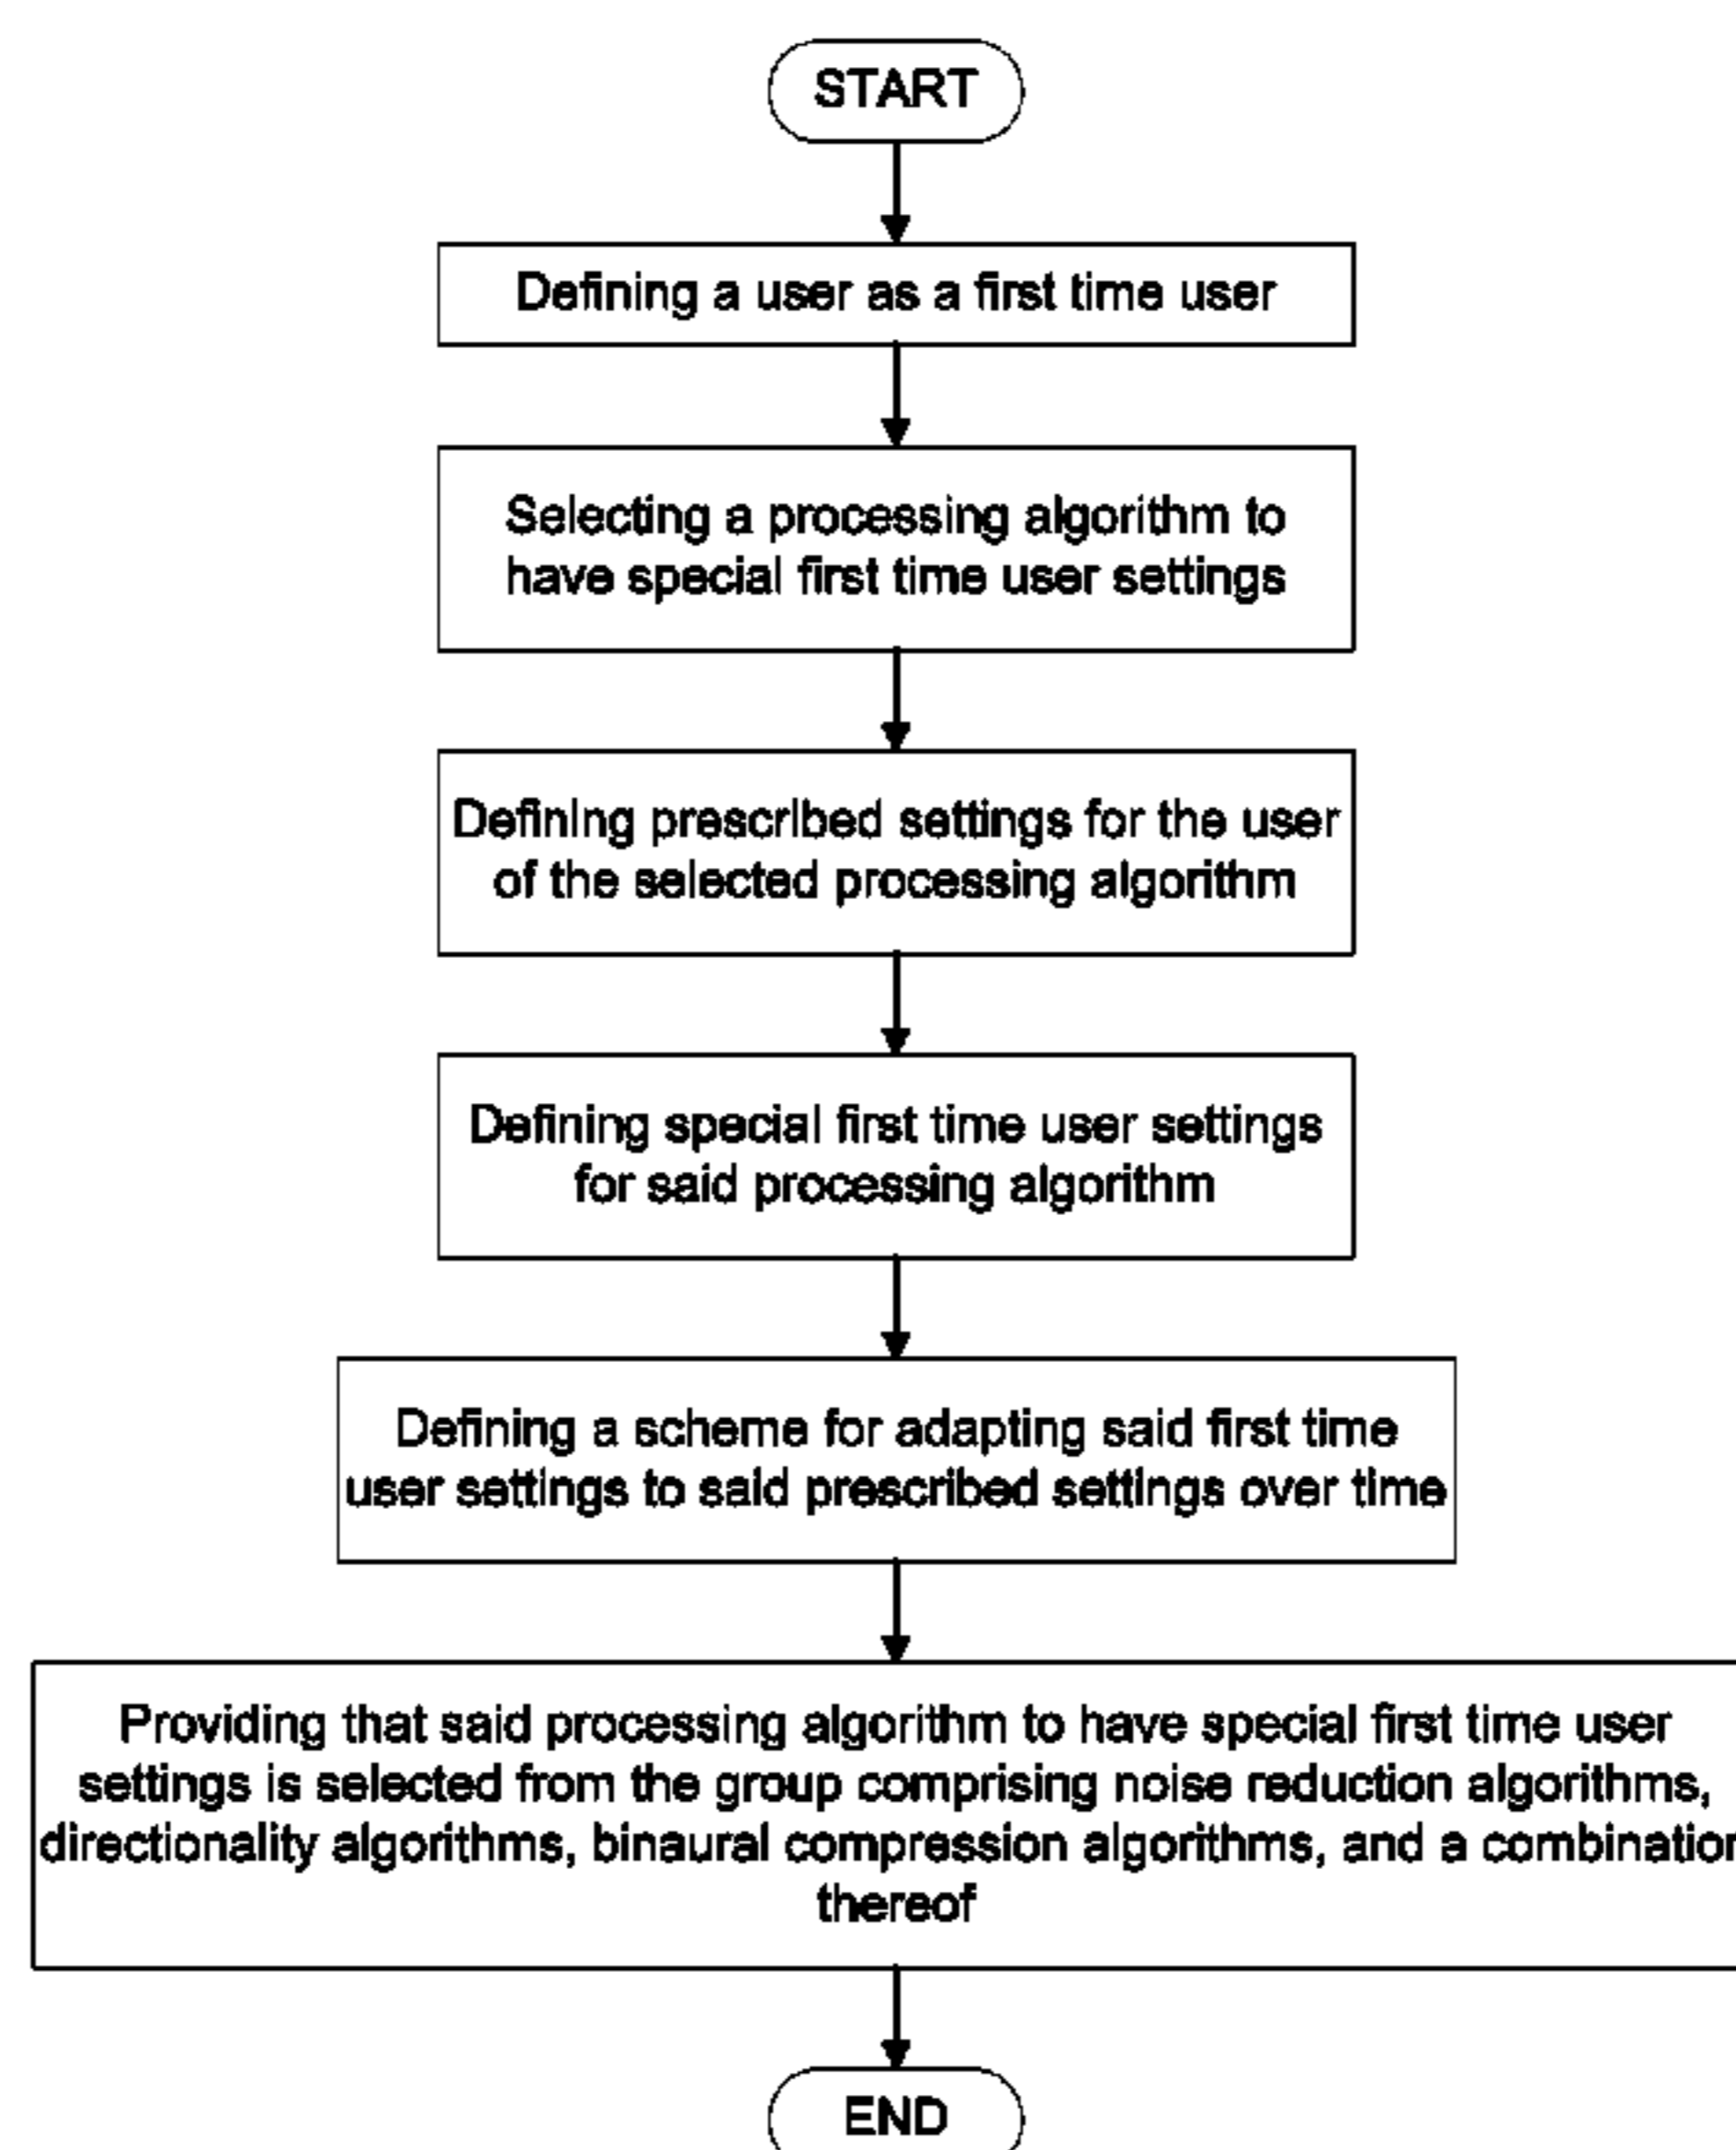 START
Defining a user as a first time user
Selecting a processing algorithm to
have special first time user settings
Defining prescribed settings for the user
of the selected processing algorithm
Defining special first time user settings
for said processing algorithm
Defining a scheme for adapting said first time
user settings to said prescribed settings over time
Providing that said processing algorithm to have special first time user
settings is selected from the group comprising noise reduction algorithms,
directionality algorithms, binaural compression algorithms, and a combination
thereof
END